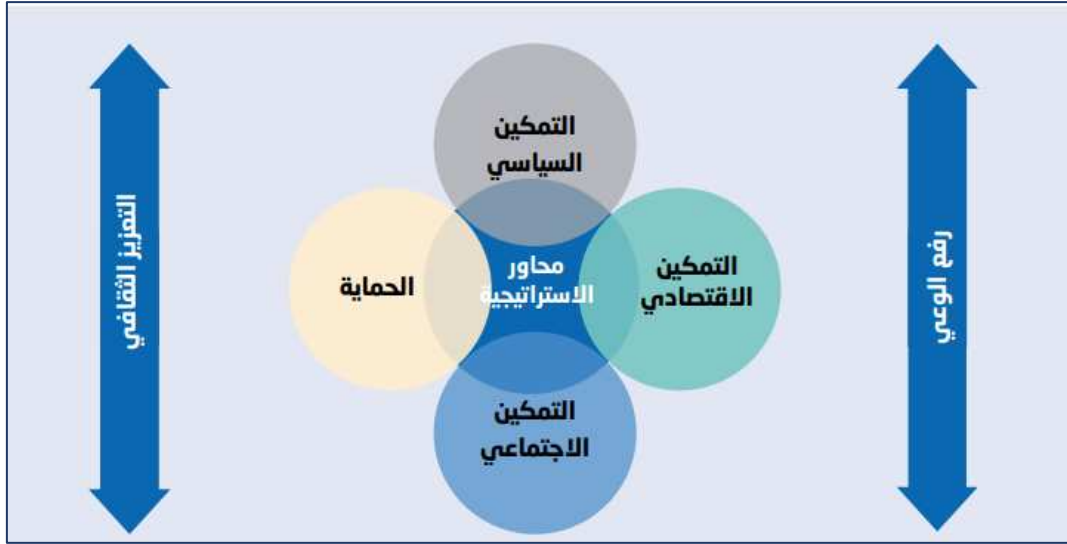 التمكين
السياسي
رفع الوعي
التمكين
الاقتصادي
محاور
الاستراتيجية
الحماية
التعزيز الثقافي
التمكين
الاجتماعي